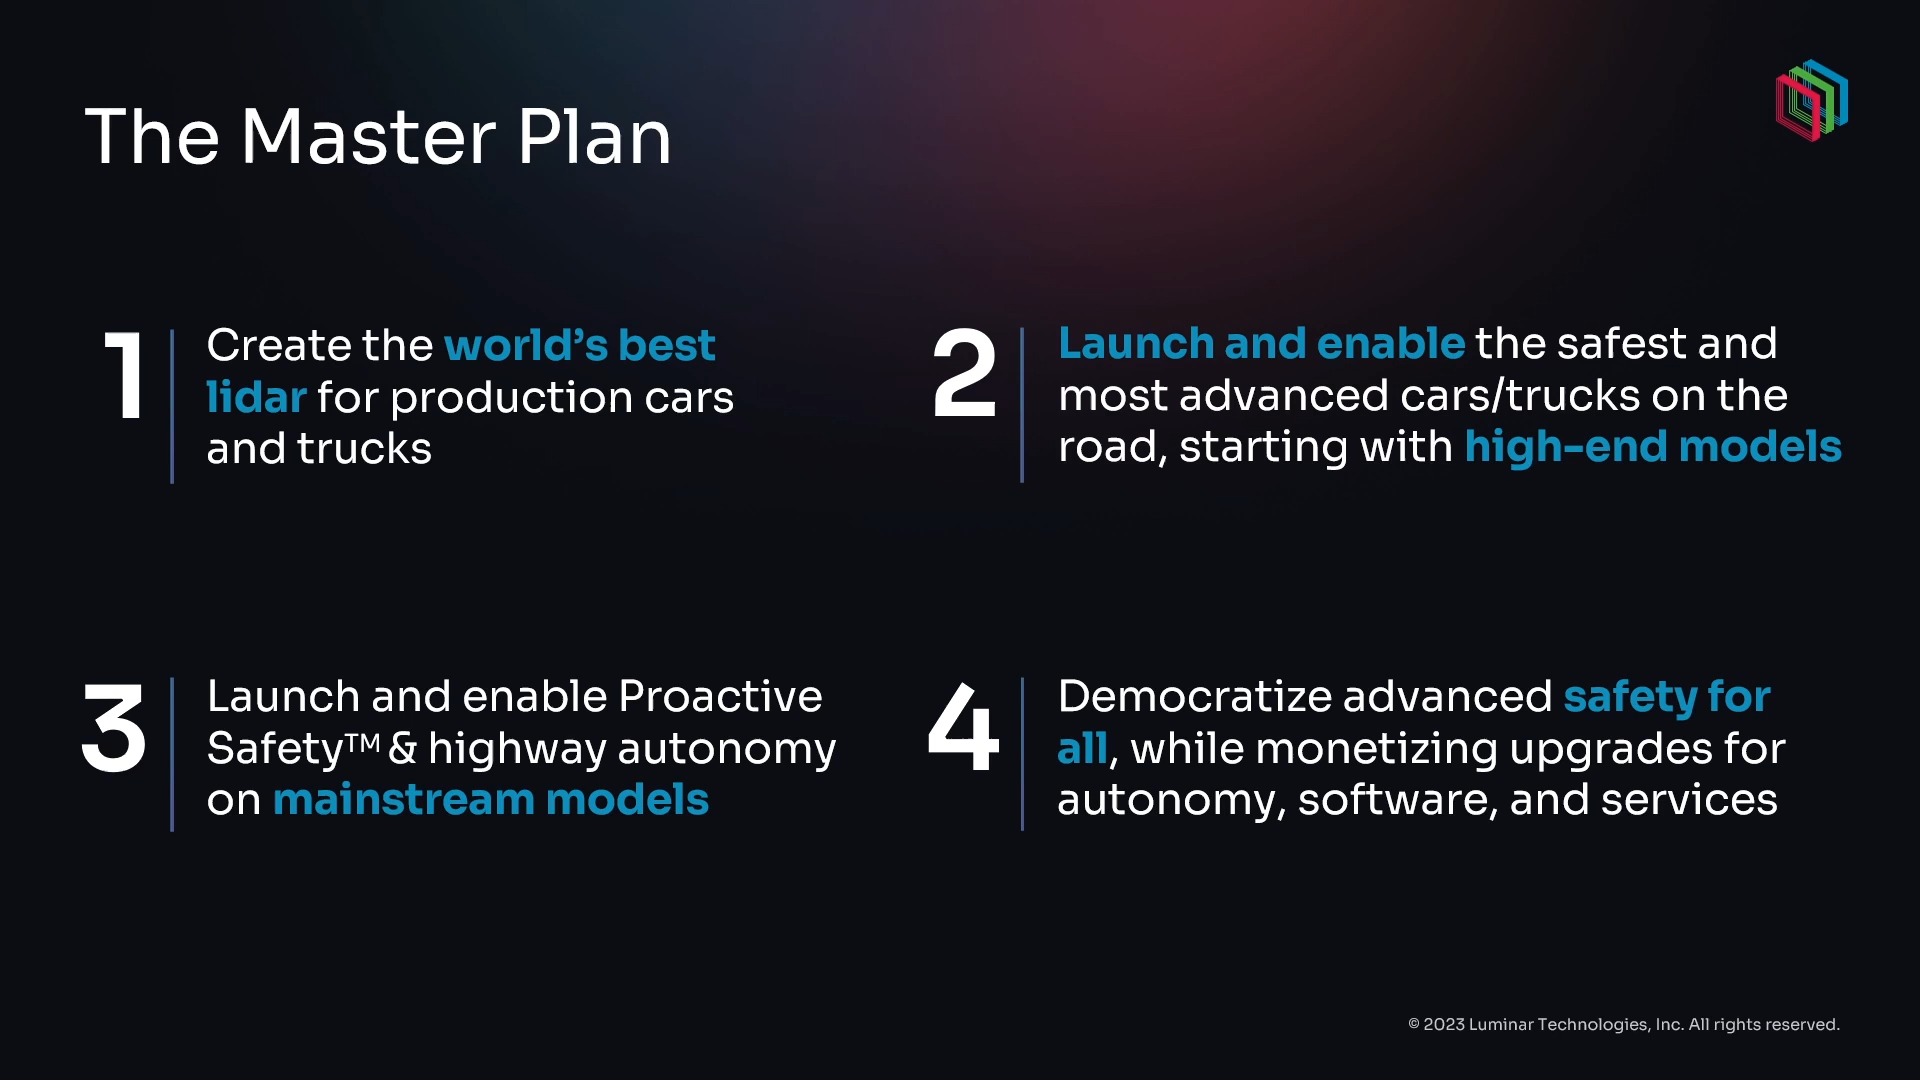 The Master Plan
1
Create the world’s best
lidar for production cars
and trucks
2
Launch and enable the safest and
most advanced cars/trucks on the
road, starting with high-end models
3
Launch and enable Proactive
Safety™ & highway autonomy
on mainstream models
4
Democratize advanced safety for
all, while monetizing upgrades for
autonomy, software, and services
© 2023 Luminar Technologies, Inc. All rights reserved.